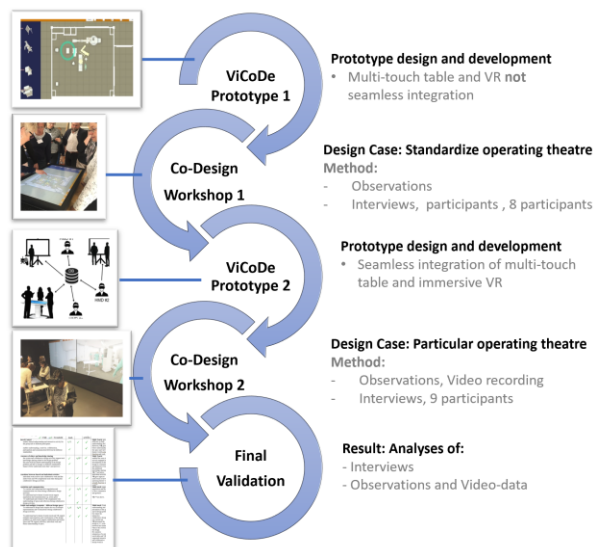 ViCoDe
Prototype 1
Prototype design and development
• Multi-touch table and VR not
seamless integration
Co-Design
Workshop 1
Design Case: Standardize operating theatre
Method:
- Observations
- Interviews, participants , 8 participants
ViCoDe
Prototype 2
Prototype design and development
• Seamless integration of multi-touch
table and immersive VR
Co-Design
Workshop 2
Design Case: Particular operating theatre
Method:
- Observations, Video recording
- Interviews, 9 participants
Final
Validation
Result: Analyses of:
- Interviews
- Observations and Video-data